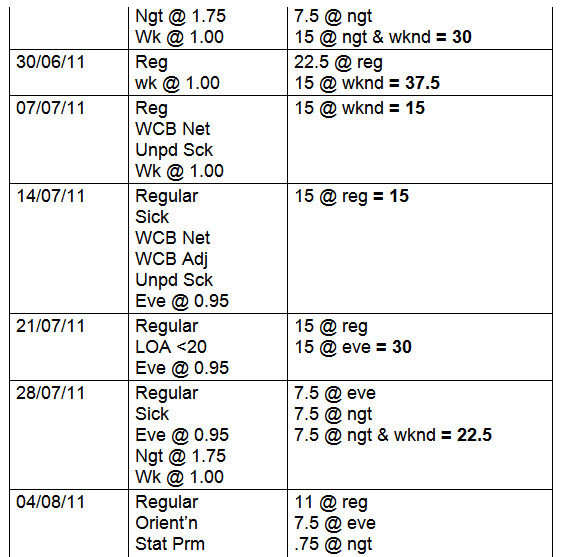 Ngt @ 1.75 7.5 @ ngt
Wk @ 1.00 15 @ ngt & wknd = 30
30/06/11 Reg 22.5 @ reg
wk @ 1.00 15 @ wknd = 37.5
07/07/11 Reg 15 @ wknd = 15
WCB Net
Unpd Sck
Wk @ 1.00
14/07/11 Regular 15 @ reg = 15
Sick
WCB Net
WCB Adj
Unpd Sck
Eve @ 0.95
21/07/11 Regular 15 @ reg
LOA <20 15 @ eve = 30
Eve @ 0.95
28/07/11 Regular 7.5 @ eve
Sick 7.5 @ ngt
Eve @ 0.95 7.5 @ ngt & wknd = 22.5
Ngt @ 1.75
Wk @ 1.00
04/08/11 Regular 11 @ reg
Orient'n 7.5 @ eve
Stat Prm .75 @ ngt